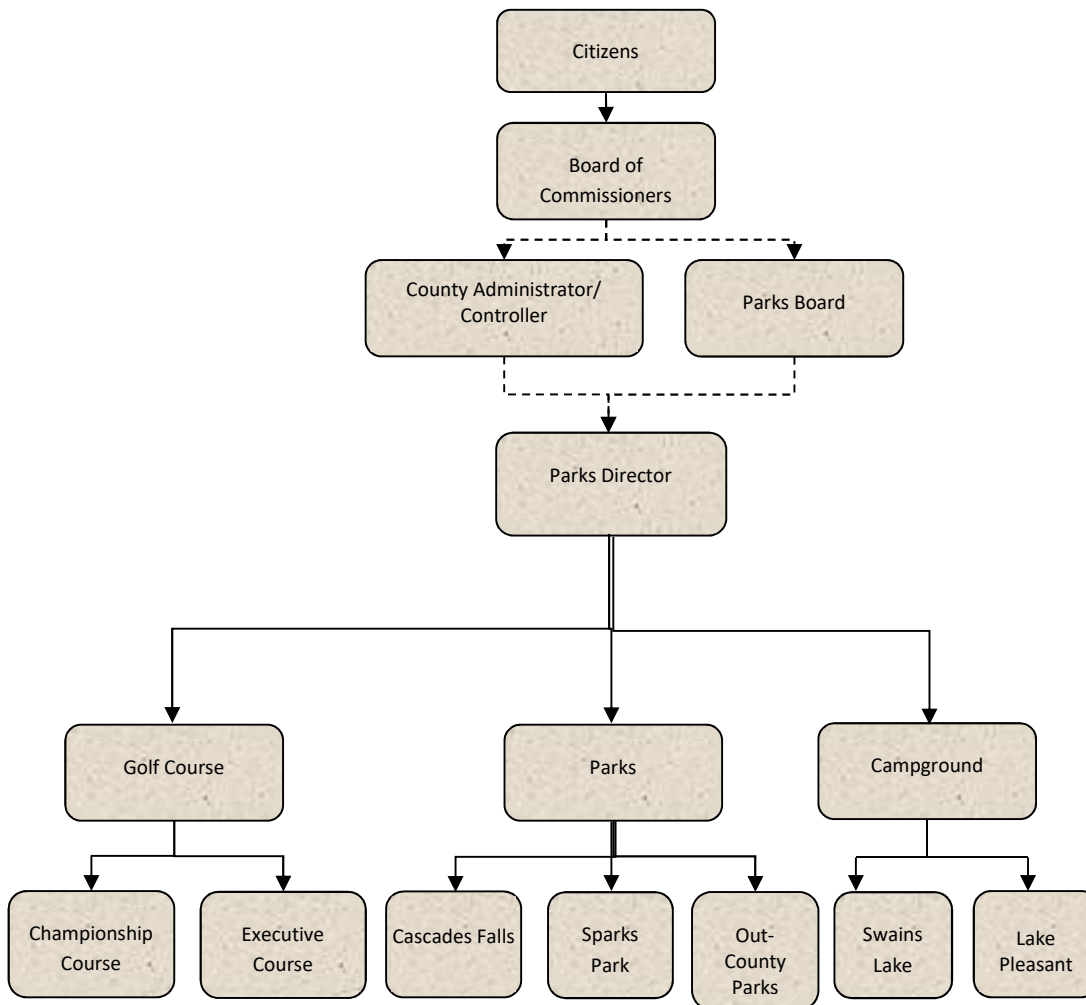 Citizens
Board of
Commissioners
County Administrator/
Controller
Parks Board
Parks Director
Golf Course
Parks
Campground
Championship
Course
Executive
Course
Cascades Falls
Sparks
Park
Out-
County
Parks
Swains
Lake
Lake
Pleasant